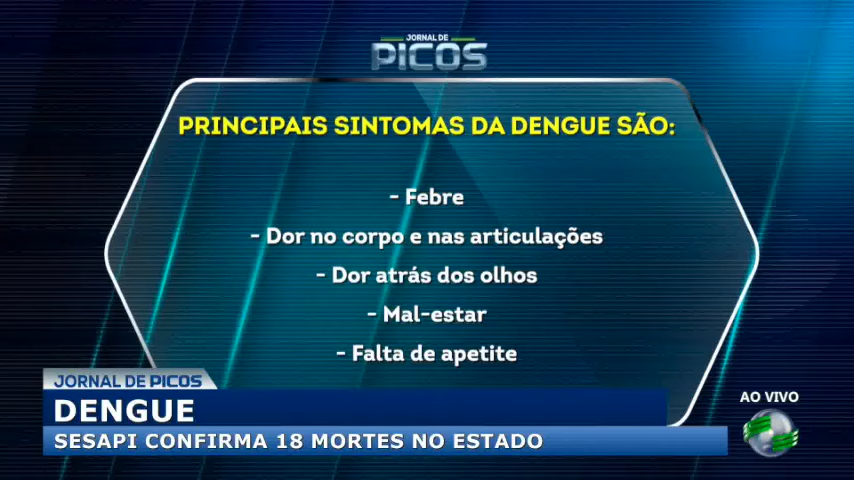 JORNAL DE
PICOS
PRINCIPAIS SINTOMAS DA DENGUE SÃO:
- Febre
- Dor no corpo e nas articulações
- Dor atrás dos olhos
- Mal-estar
- Falta de apetite
JORNAL DE PICOS
DENGUE
SESAPI CONFIRMA 18 MORTES NO ESTADO
AO VIVO